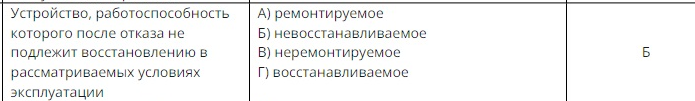 Устройство, работоспособность
которого после отказа не
подлежит восстановлению в
рассматриваемых условиях
эксплуатации
А) ремонтируемое
Б) невосстанавливаемое
В) неремонтируемое
Г) восстанавливаемое
Б